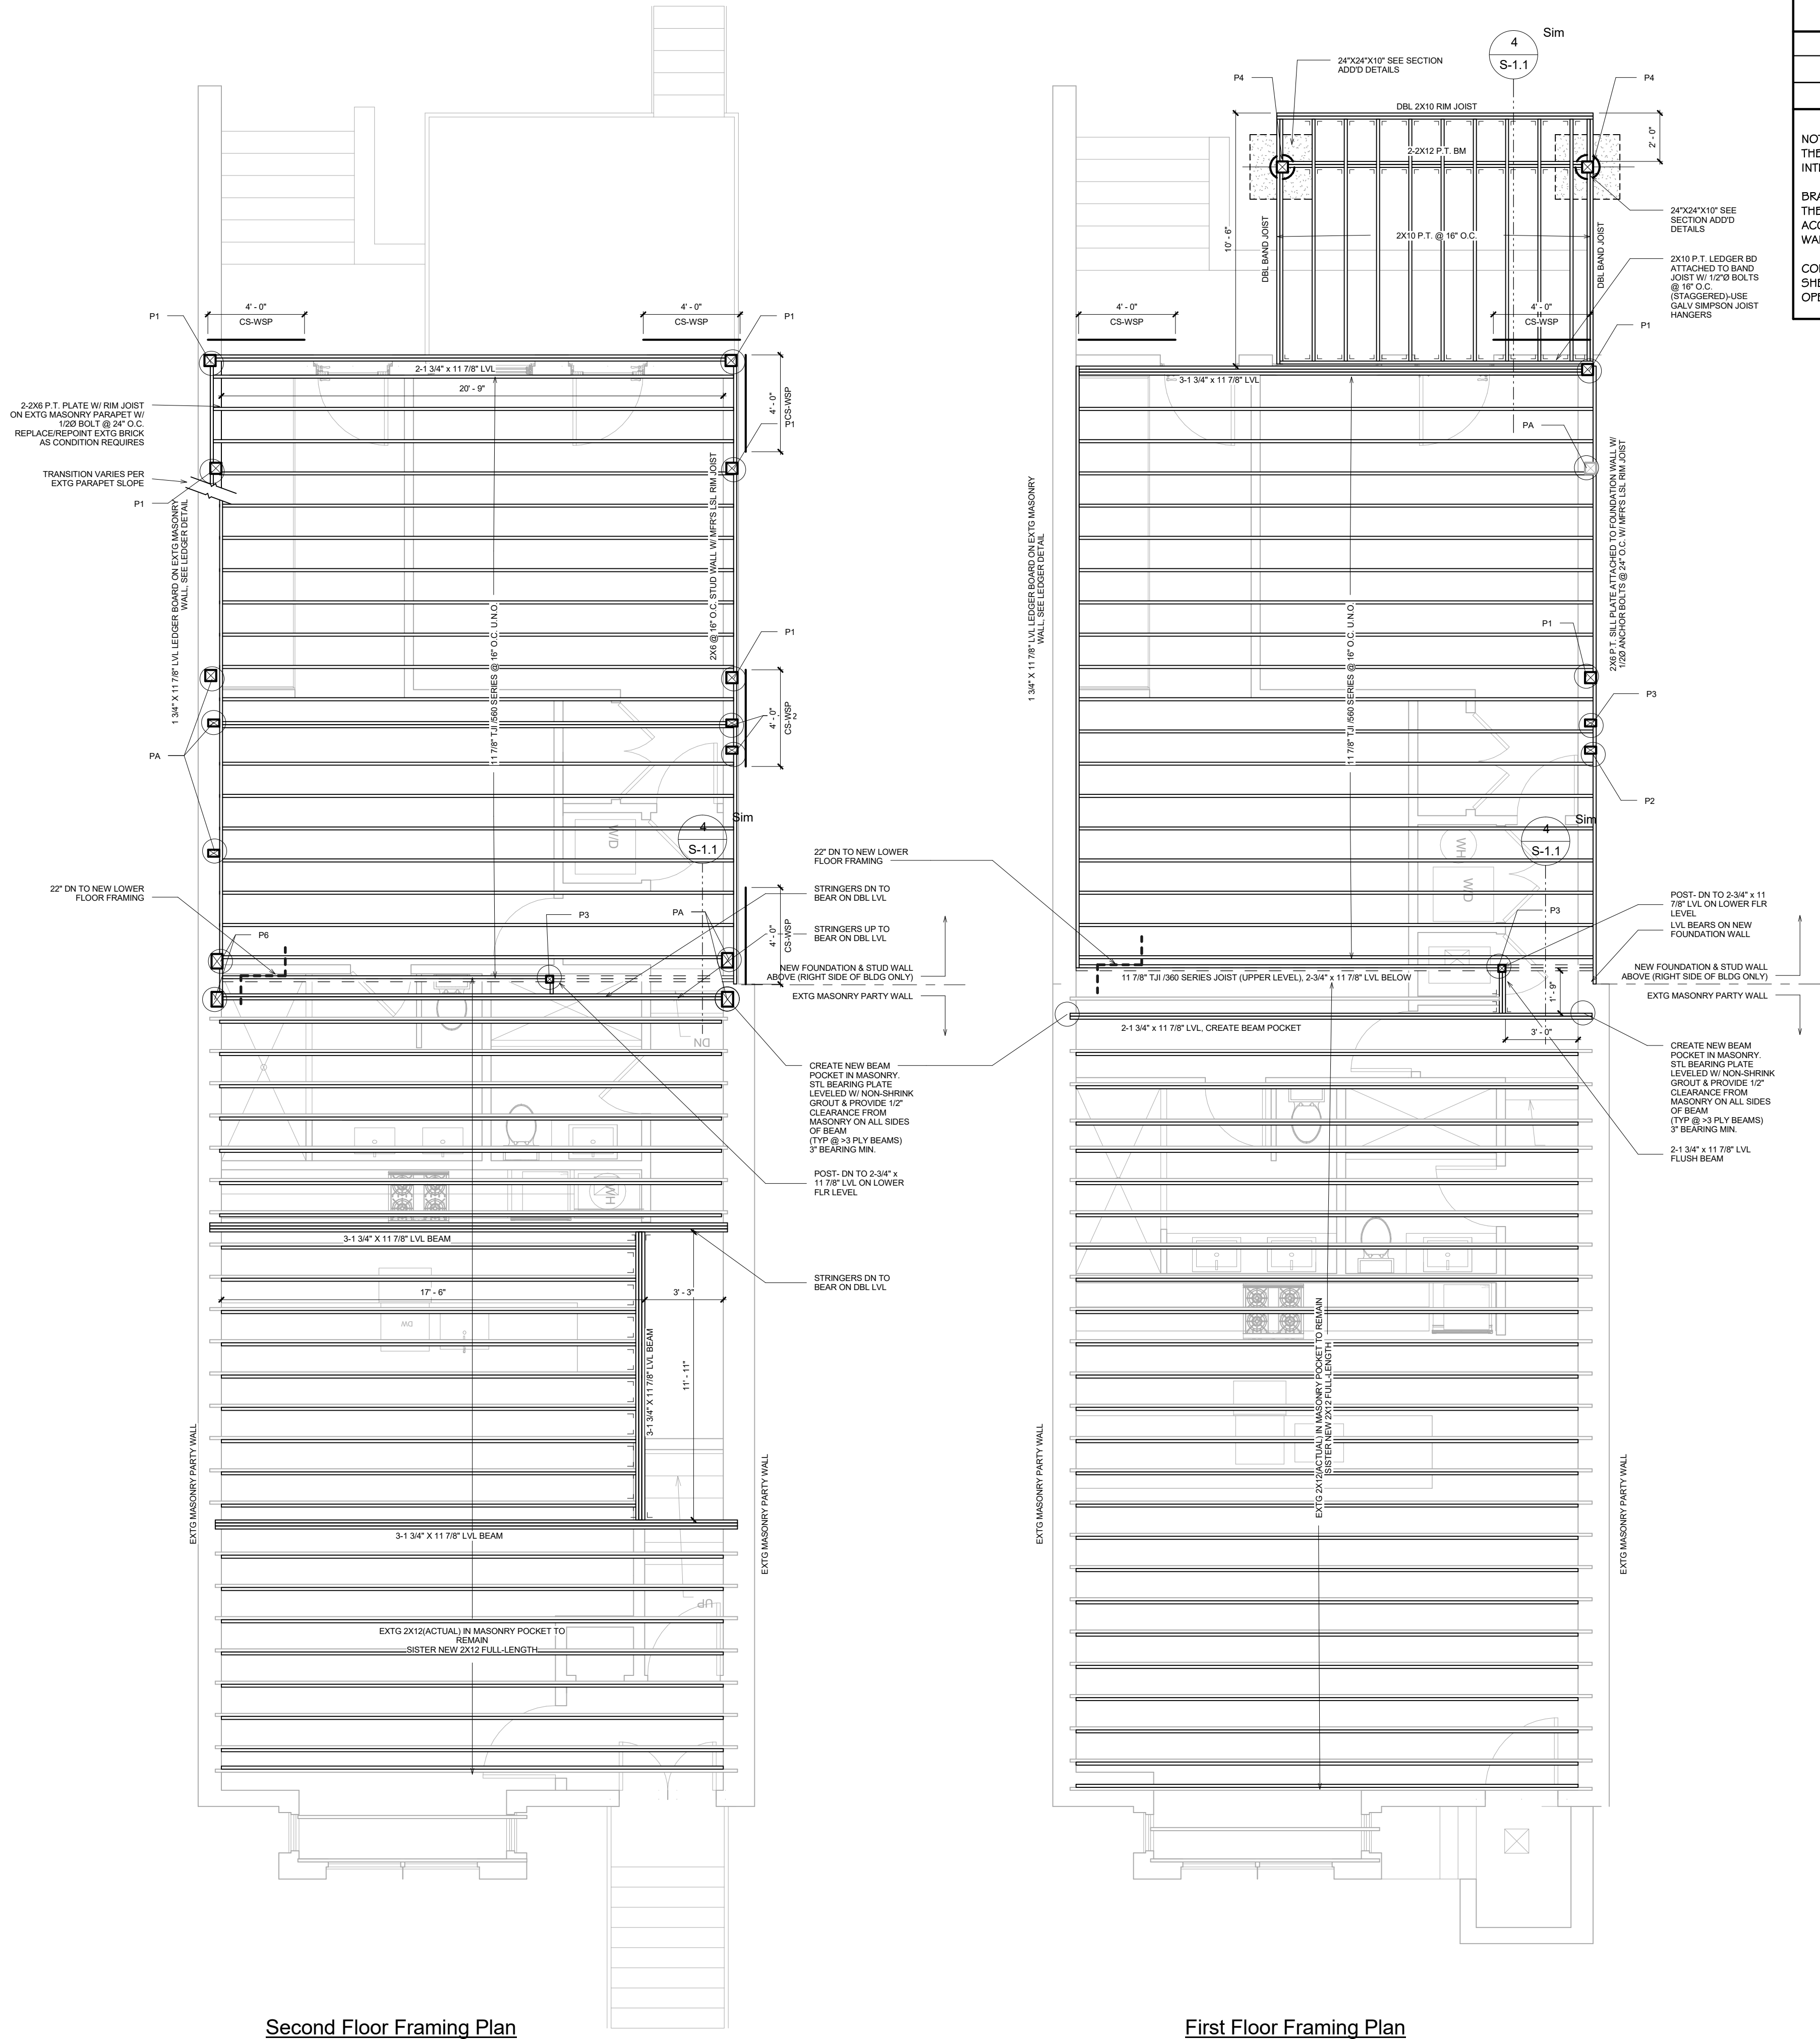 4
S-1.1
Sim
24"X24"X10" SEE SECTION
ADD'D DETAILS
P4
P4
DBL 2X10 RIM JOIST
2' - 0"
2-2X12 P.T. BM
10' - 6"
DBL BAND JOIST
2X10 P.T. @ 16" O.C.
DBL BAND JOIST
24"X24"X10" SEE
SECTION ADD'D
DETAILS
2X10 P.T. LEDGER BD
ATTACHED TO BAND
JOIST W/ 1/2"Ø BOLTS
@ 16" O.C.
(STAGGERED)-USE
GALV SIMPSON JOIST
HANGERS
4' - 0"
CS-WSP
4' - 0"
CS-WSP
P1
P1
2-1 3/4" x 11 7/8" LVL
20' - 9"
4' - 0"
CS-WSP
P1
2-2X6 P.T. PLATE W/ RIM JOIST
ON EXTG MASONRY PARAPET W/
1/2Ø BOLT @ 24" O.C.
REPLACE/REPOINT EXTG BRICK
AS CONDITION REQUIRES
TRANSITION VARIES PER
EXTG PARAPET SLOPE
P1
1 3/4" X 11 7/8" LVL LEDGER BOARD ON EXTG MASONRY
WALL, SEE LEDGER DETAIL
2X6 @ 16" O.C. STUD WALL W/ MFR'S LSL RIM JOIST
11 7/8" TJI /560 SERIES @ 16" O.C. U.N.O.
P1
4' - 0"
CS-WSP
2
PA
W/D
4
S-1.1
Sim
22" DN TO NEW LOWER
FLOOR FRAMING
P6
P3
PA
4' - 0"
CS-WSP
STRINGERS DN TO
BEAR ON DBL LVL
STRINGERS UP TO
BEAR ON DBL LVL
NEW FOUNDATION & STUD WALL
ABOVE (RIGHT SIDE OF BLDG ONLY)
EXTG MASONRY PARTY WALL
DN
CREATE NEW BEAM
POCKET IN MASONRY.
STL BEARING PLATE
LEVELED W/ NON-SHRINK
GROUT & PROVIDE 1/2"
CLEARANCE FROM
MASONRY ON ALL SIDES
OF BEAM
(TYP @ >3 PLY BEAMS)
3" BEARING MIN.
POST- DN TO 2-3/4" x
11 7/8" LVL ON LOWER
FLR LEVEL
WH
3-1 3/4" X 11 7/8" LVL BEAM
STRINGERS DN TO
BEAR ON DBL LVL
17' - 6"
3' - 3"
DW
3-1 3/4" X 11 7/8" LVL BEAM
11' - 11"
EXTG MASONRY PARTY WALL
EXTG MASONRY PARTY WALL
3-1 3/4" X 11 7/8" LVL BEAM
UP
EXTG 2X12(ACTUAL) IN MASONRY POCKET TO
REMAIN
SISTER NEW 2X12 FULL-LENGTH
Second Floor Framing Plan
4' - 0"
CS-WSP
4' - 0"
CS-WSP
P1
3-1 3/4" x 11 7/8" LVL
PA
1 3/4" X 11 7/8" LVL LEDGER BOARD ON EXTG MASONRY
WALL, SEE LEDGER DETAIL
2X6 P.T. SILL PLATE ATTACHED TO FOUNDATION WALL W/
1/2Ø ANCHOR BOLTS @ 24" O.C. W/ MFR'S LSL RIM JOIST
11 7/8" TJI /560 SERIES @ 16" O.C. U.N.O.
P1
P3
P2
WH
W/D
4
S-1.1
Sim
22" DN TO NEW LOWER
FLOOR FRAMING
P3
POST- DN TO 2-3/4" x 11
7/8" LVL ON LOWER FLR
LEVEL
LVL BEARS ON NEW
FOUNDATION WALL
NEW FOUNDATION & STUD WALL
ABOVE (RIGHT SIDE OF BLDG ONLY)
EXTG MASONRY PARTY WALL
11 7/8" TJI /360 SERIES JOIST (UPPER LEVEL), 2-3/4" x 11 7/8" LVL BELOW
1' - 9"
2-1 3/4" x 11 7/8" LVL, CREATE BEAM POCKET
3' - 0"
CREATE NEW BEAM
POCKET IN MASONRY.
STL BEARING PLATE
LEVELED W/ NON-SHRINK
GROUT & PROVIDE 1/2"
CLEARANCE FROM
MASONRY ON ALL SIDES
OF BEAM
(TYP @ >3 PLY BEAMS)
3" BEARING MIN.
2-1 3/4" x 11 7/8" LVL
FLUSH BEAM
EXTG 2X12(ACTUAL) IN MASONRY POCKET TO REMAIN
SISTER NEW 2X12 FULL-LENGTH
EXTG MASONRY PARTY WALL
EXTG MASONRY PARTY WALL
First Floor Framing Plan